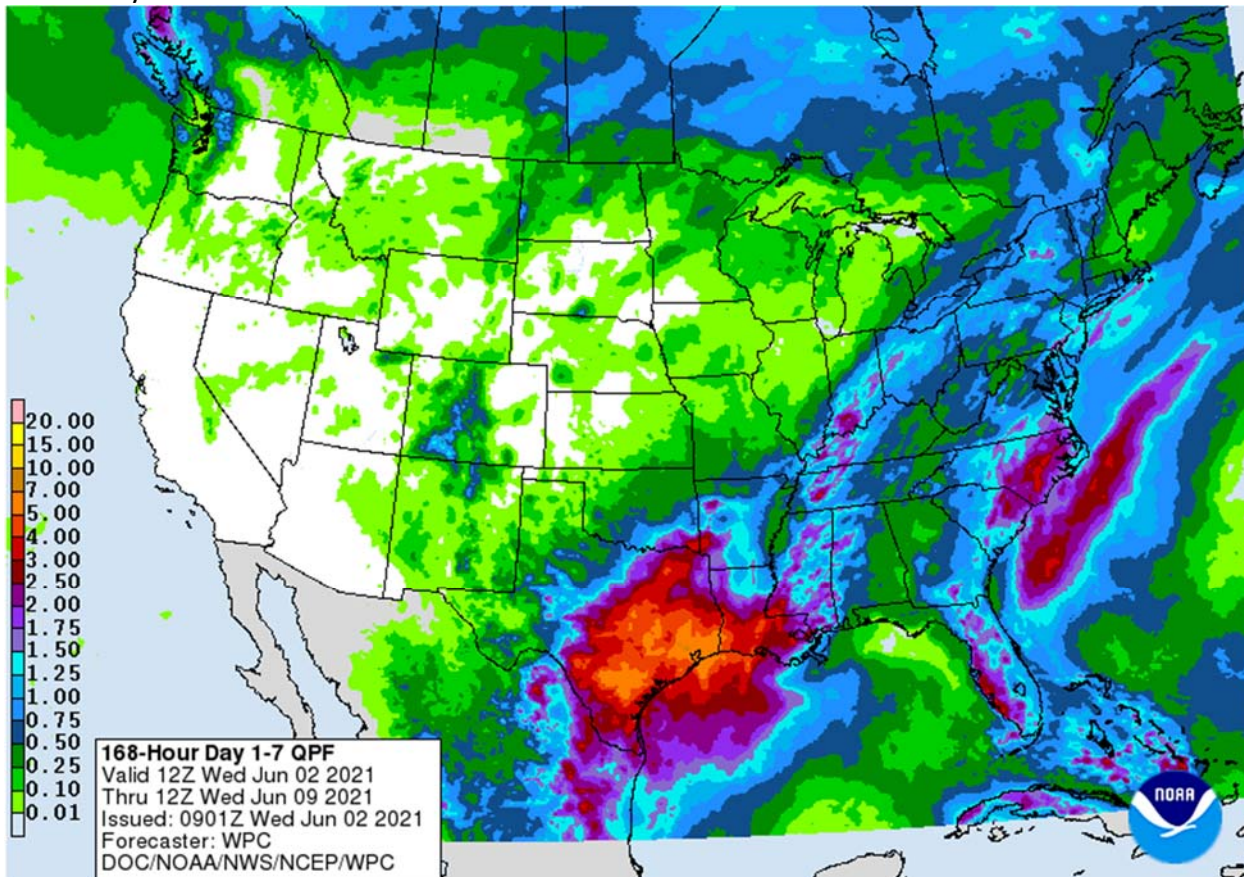 20.00
15.00
10.00
7.00
5.00
4.00
3.00
2.50
2.00
1.75
1.50
1.25
1.00
0.75
0.50
0.25
0.10
0.01
168-Hour Day 1-7 QPF
Valid 12Z Wed Jun 02 2021
Thru 12Z Wed Jun 09 2021
Issued: 0901Z Wed Jun 02 2021
Forecaster: WPC
DOC/NOAA/NWS/NCEP/WPC
NOAA